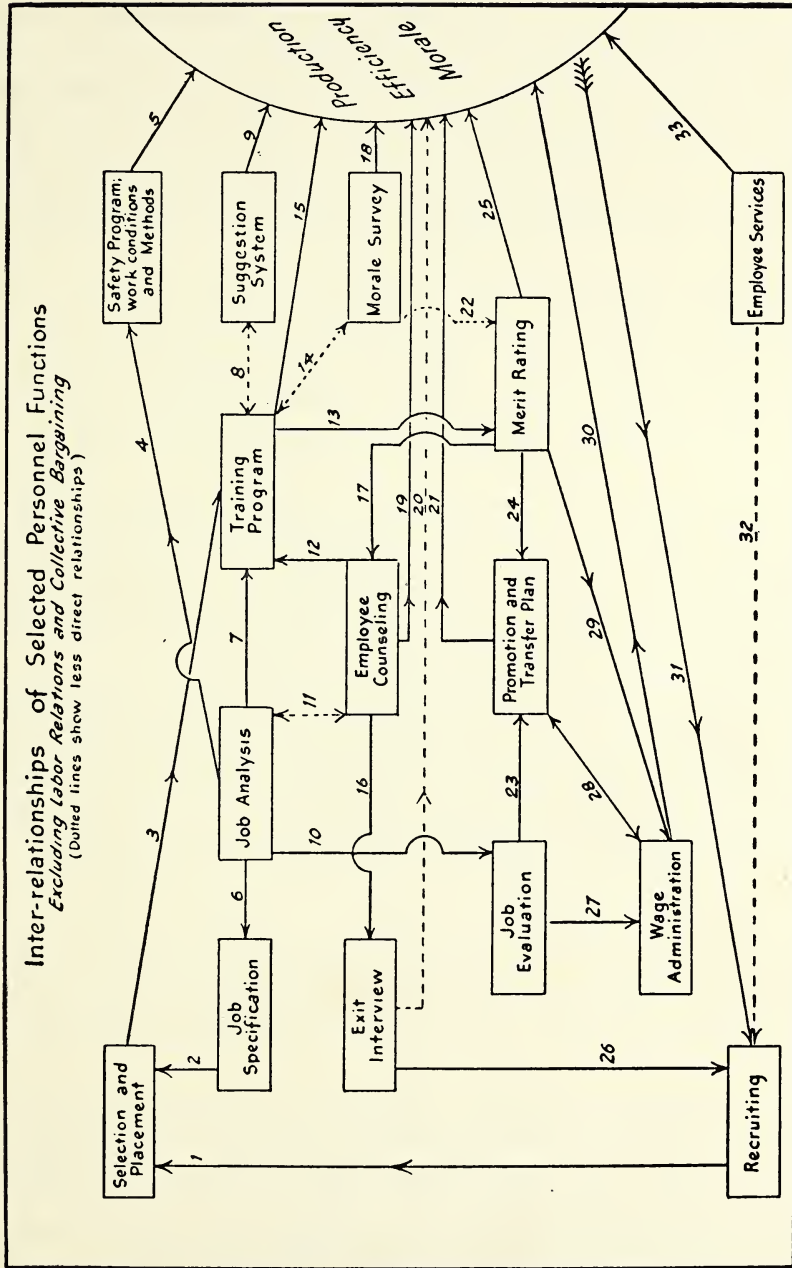 Inter-relationships of Selected Personnel Functions
Excluding Labor Relations and Collective Bargaining
(Dotted lines show less direct relationships)
Selection and
Placement
3
4
Safety Program;
work conditions
and Methods
5
2
Job
Specification
6
Job Analysis
7
Training
Program
8
Suggestion
System
9
Production
Efficiency
Morale
1
10
11
12
13
14
15
Exit
Interview
16
Employee
Counseling
17
Morale Survey
18
19
20
21
22
26
Job
Evaluation
23
Promotion and
Transfer Plan
24
Merit Rating
25
27
28
29
30
Wage
Administration
31
33
Recruiting
32
Employee Services